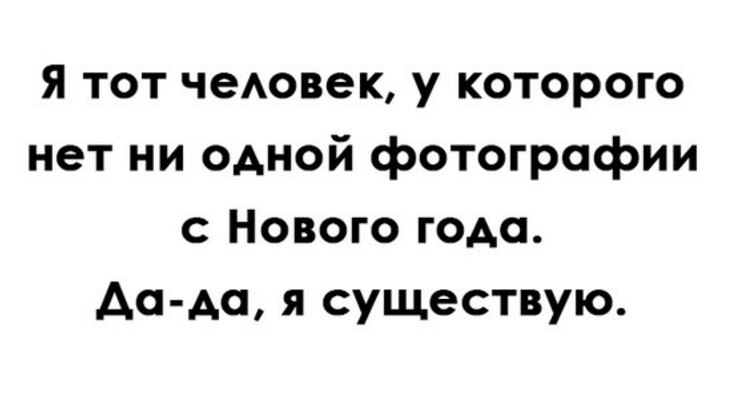 Я тот человек, у которого
нет ни одной фотографии
с Нового года.
Да-да, я существую.